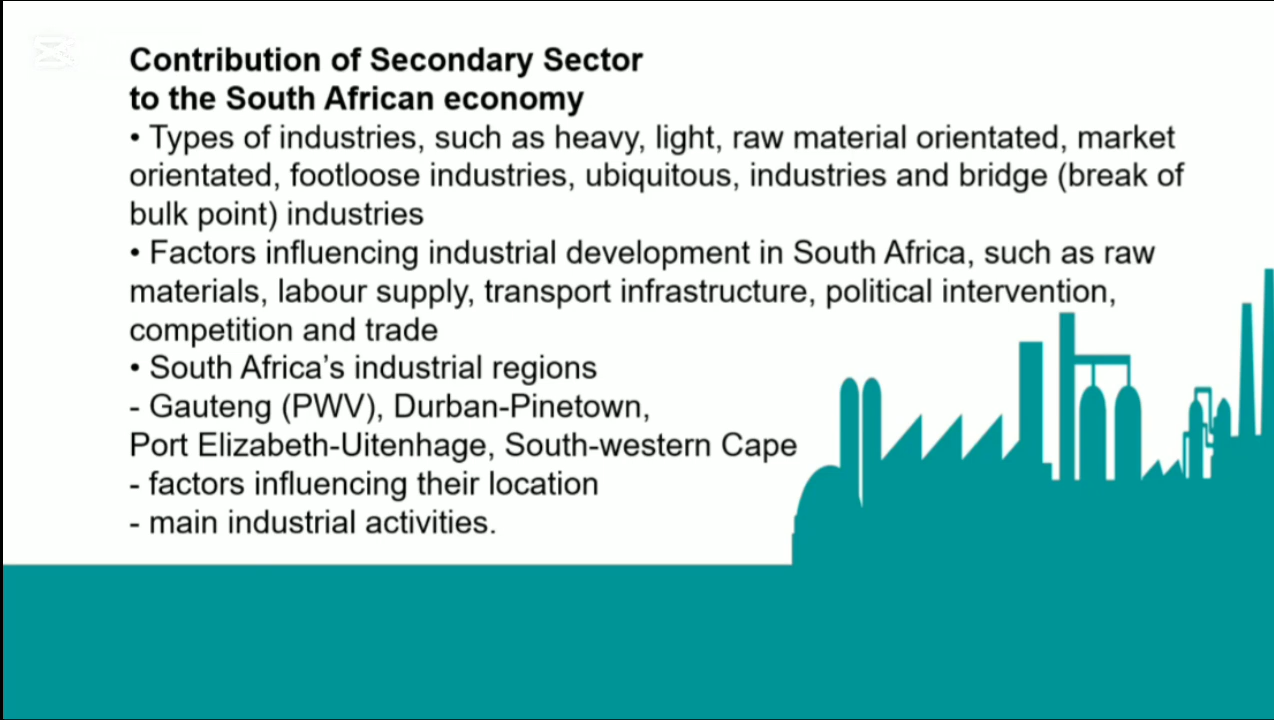 Contribution of Secondary Sector
to the South African economy
• Types of industries, such as heavy, light, raw material orientated, market
orientated, footloose industries, ubiquitous, industries and bridge (break of
bulk point) industries
• Factors influencing industrial development in South Africa, such as raw
materials, labour supply, transport infrastructure, political intervention,
competition and trade
• South Africa’s industrial regions
- Gauteng (PWV), Durban-Pinetown,
Port Elizabeth-Uitenhage, South-western Cape
- factors influencing their location
- main industrial activities.